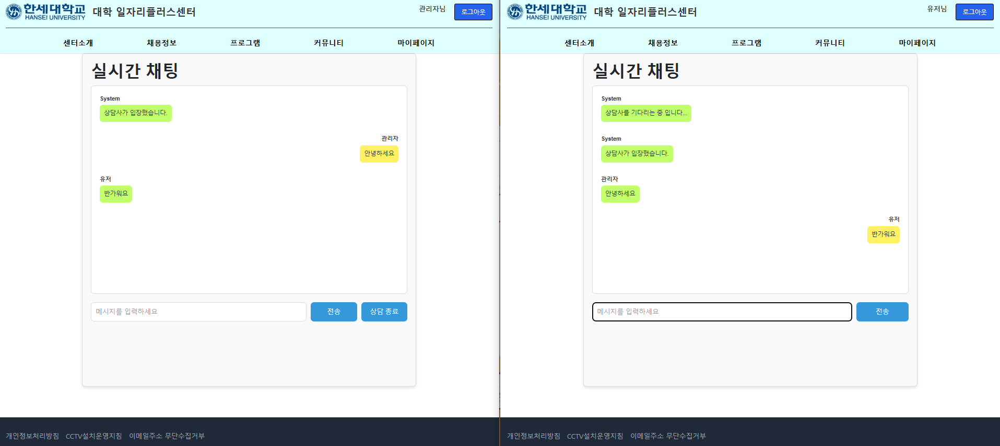 한세대학교
HANSEI UNIVERSITY
대학 일자리플러스센터
관리자님
로그아웃
센터소개 채용정보 프로그램 커뮤니티 마이페이지
실시간 채팅
System
상담사가 입장했습니다.
관리자
안녕하세요
유저
반가워요
메시지를 입력하세요
전송
상담 종료
개인정보처리방침 CCTV설치운영지침 이메일주소 무단수집거부
한세대학교
HANSEI UNIVERSITY
대학 일자리플러스센터
유저님
로그아웃
센터소개 채용정보 프로그램 커뮤니티 마이페이지
실시간 채팅
System
상담사를 기다리는 중 입니다...
System
상담사가 입장했습니다.
관리자
안녕하세요
유저
반가워요
메시지를 입력하세요
전송
개인정보처리방침 CCTV설치운영지침 이메일주소 무단수집거부